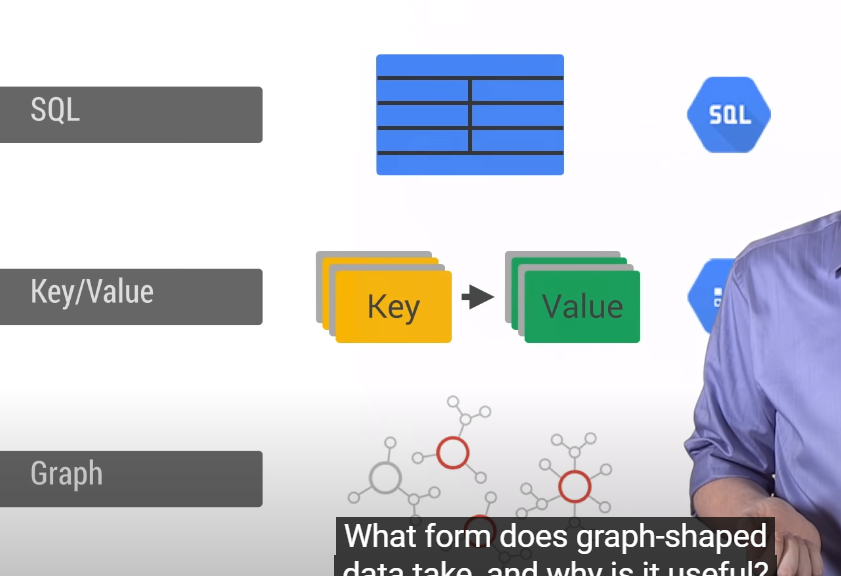 SQL
SQL
Key/Value
Key
Value
Graph
What form does graph-shaped
data take, and why is it useful?